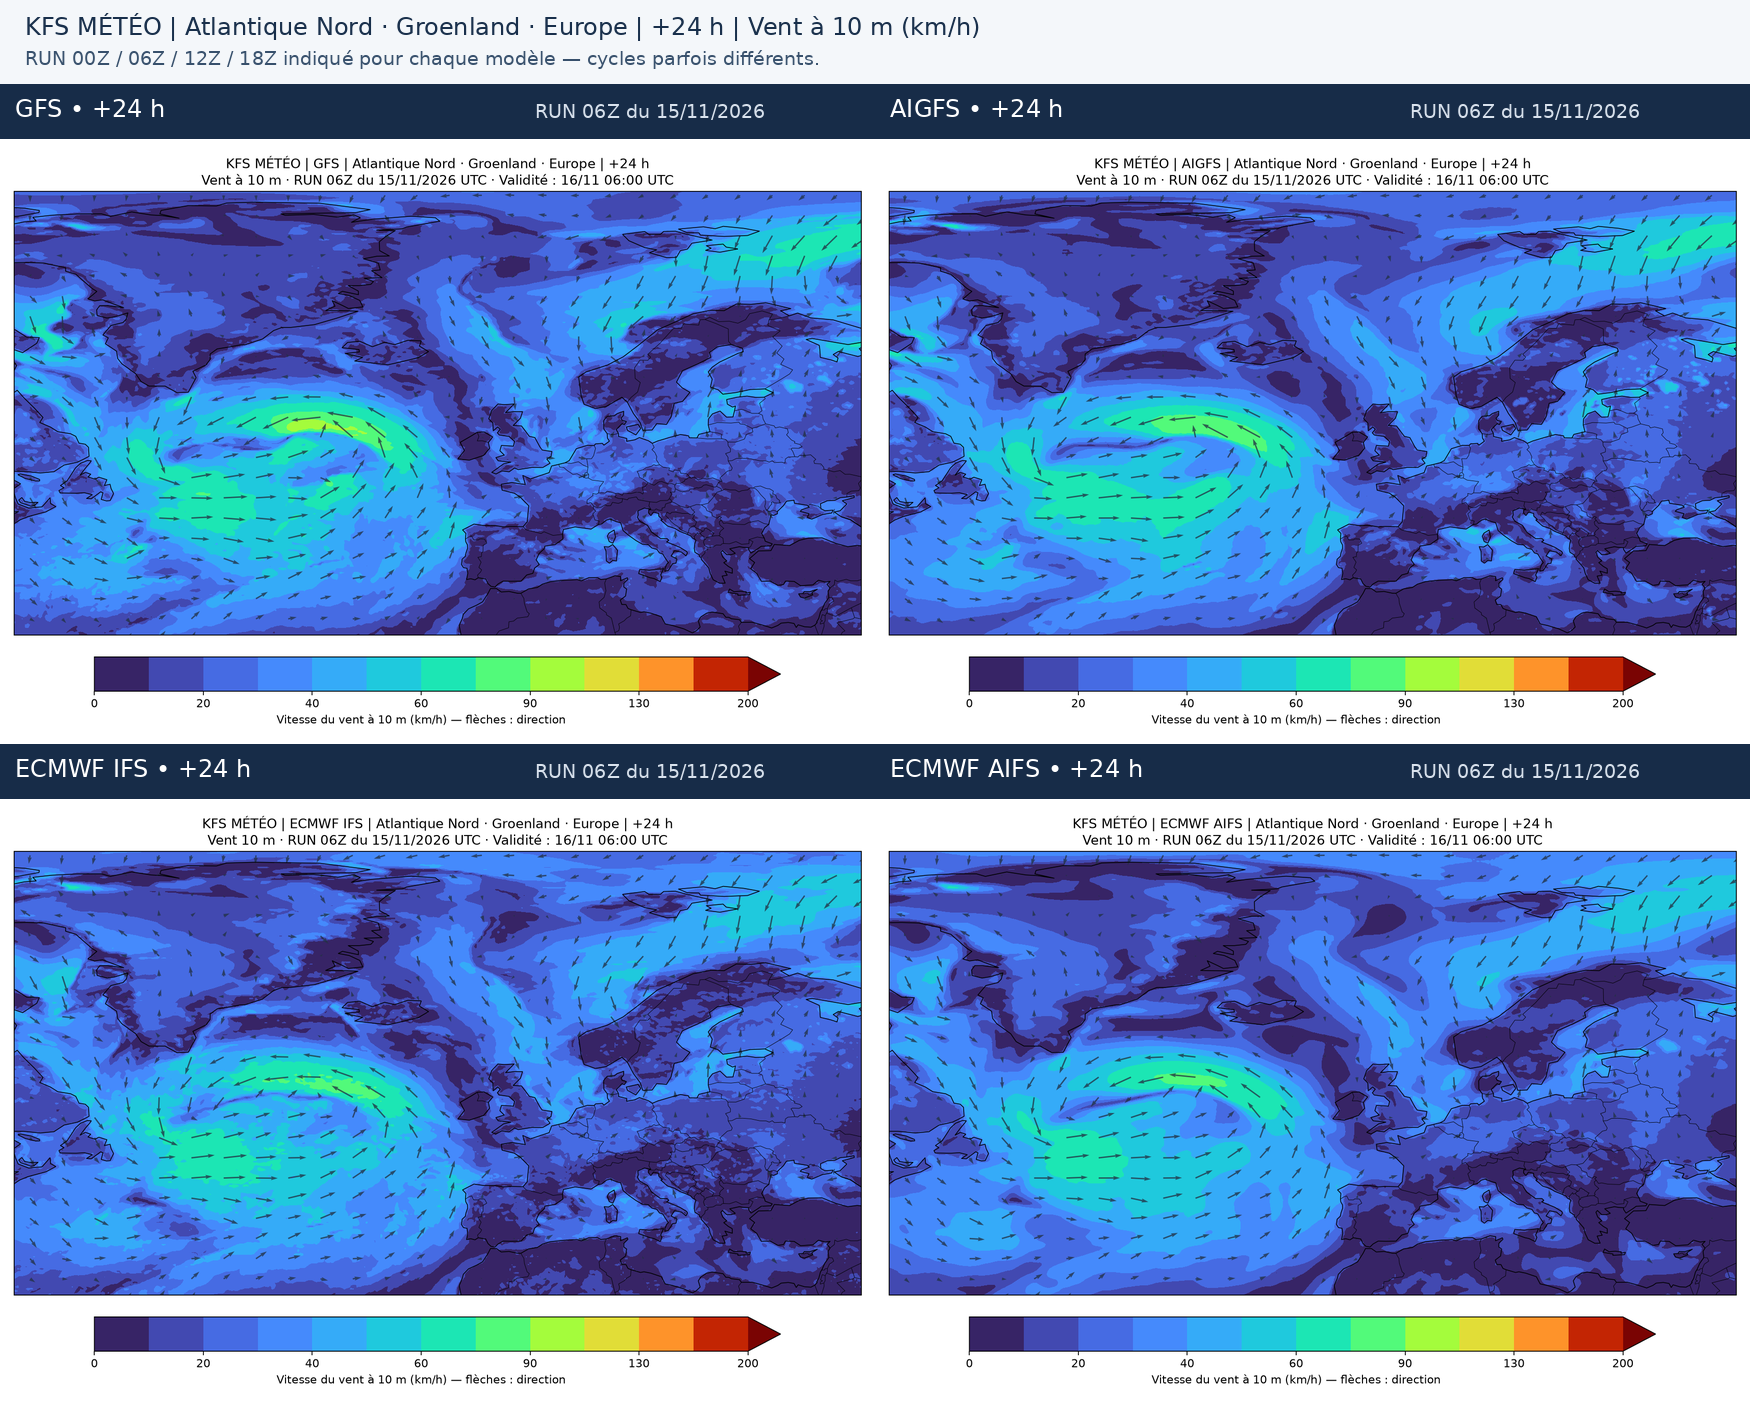 KFS MÉTÉO | Atlantique Nord · Groenland · Europe | +24 h | Vent à 10 m (km/h)
RUN 00Z / 06Z / 12Z / 18Z indiqué pour chaque modèle — cycles parfois différents.
GFS • +24 h
RUN 06Z du 15/11/2026
KFS MÉTÉO | GFS | Atlantique Nord · Groenland · Europe | +24 h
Vent à 10 m · RUN 06Z du 15/11/2026 UTC · Validité : 16/11 06:00 UTC
0 20 40 60 90 130 200
Vitesse du vent à 10 m (km/h) — flèches : direction
AIGFS • +24 h
RUN 06Z du 15/11/2026
KFS MÉTÉO | AIGFS | Atlantique Nord · Groenland · Europe | +24 h
Vent à 10 m · RUN 06Z du 15/11/2026 UTC · Validité : 16/11 06:00 UTC
0 20 40 60 90 130 200
Vitesse du vent à 10 m (km/h) — flèches : direction
ECMWF IFS • +24 h
RUN 06Z du 15/11/2026
KFS MÉTÉO | ECMWF IFS | Atlantique Nord · Groenland · Europe | +24 h
Vent 10 m · RUN 06Z du 15/11/2026 UTC · Validité : 16/11 06:00 UTC
0 20 40 60 90 130 200
Vitesse du vent à 10 m (km/h) — flèches : direction
ECMWF AIFS • +24 h
RUN 06Z du 15/11/2026
KFS MÉTÉO | ECMWF AIFS | Atlantique Nord · Groenland · Europe | +24 h
Vent 10 m · RUN 06Z du 15/11/2026 UTC · Validité : 16/11 06:00 UTC
0 20 40 60 90 130 200
Vitesse du vent à 10 m (km/h) — flèches : direction